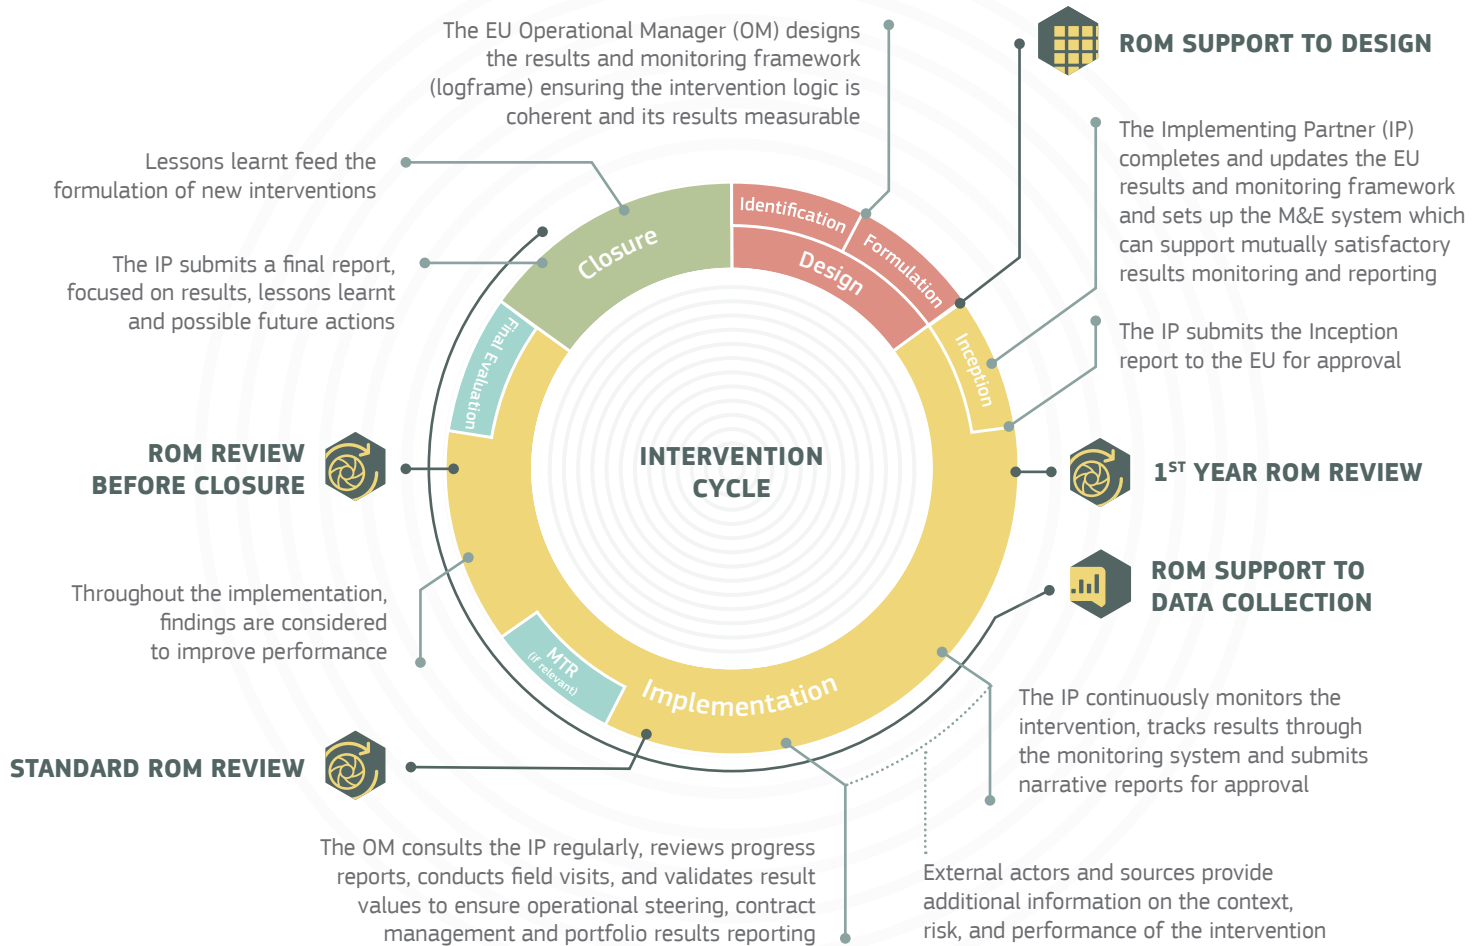 The EU Operational Manager (OM) designs
the results and monitoring framework
(logframe) ensuring the intervention logic is
coherent and its results measurable
ROM SUPPORT TO DESIGN
The Implementing Partner (IP)
completes and updates the EU
results and monitoring framework
and sets up the M&E system which
can support mutually satisfactory
results monitoring and reporting
The IP submits the Inception
report to the EU for approval
1ST YEAR ROM REVIEW
ROM SUPPORT TO
DATA COLLECTION
The IP continuously monitors the
intervention, tracks results through
the monitoring system and submits
narrative reports for approval
External actors and sources provide
additional information on the context,
risk, and performance of the intervention
The OM consults the IP regularly, reviews progress
reports, conducts field visits, and validates result
values to ensure operational steering, contract
management and portfolio results reporting
STANDARD ROM REVIEW
Throughout the implementation,
findings are considered
to improve performance
ROM REVIEW
BEFORE CLOSURE
The IP submits a final report,
focused on results, lessons learnt
and possible future actions
Lessons learnt feed the
formulation of new interventions
Identification
Formulation
Design
Inception
Implementation
MTR
(if relevant)
Final Evaluation
Closure
INTERVENTION
CYCLE